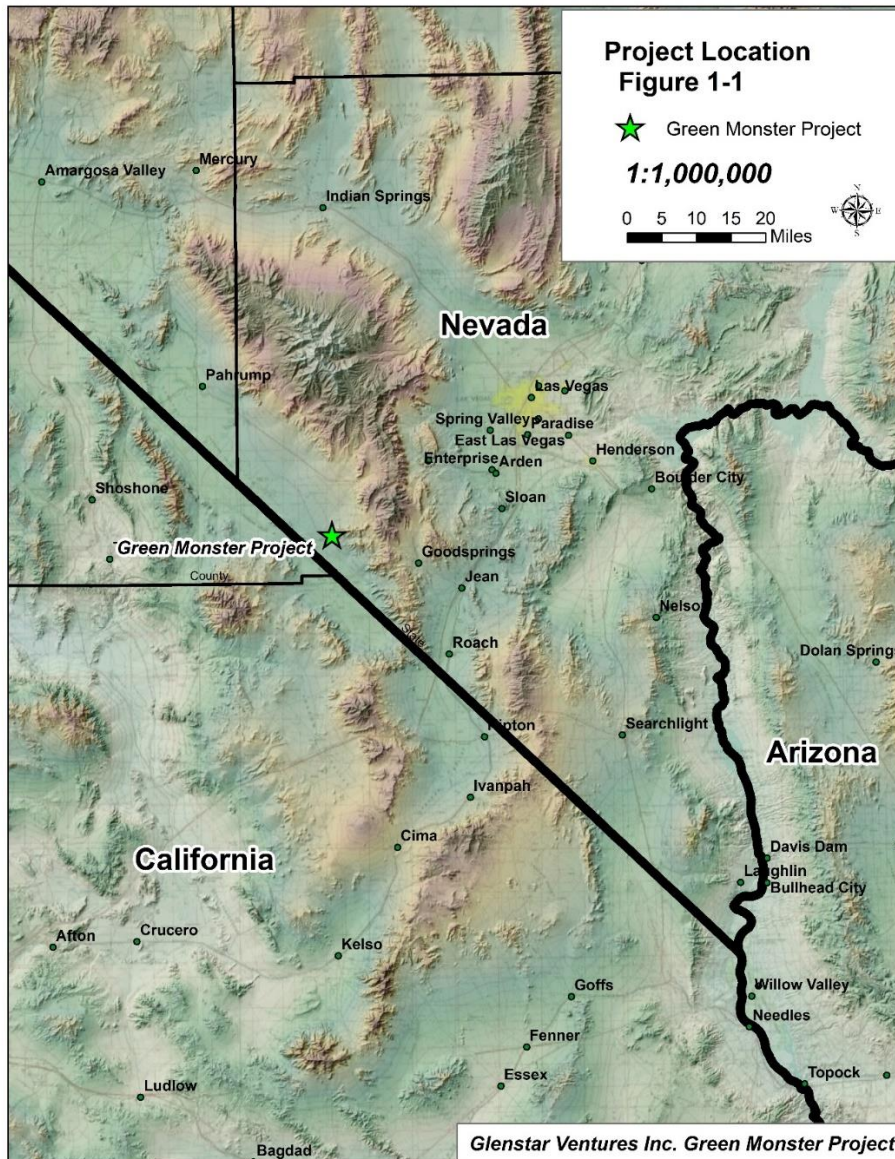 Project Location
Figure 1-1
Green Monster Project
1:1,000,000
N
W E
S
0 5 10 15 20
Miles
Mercury
Amargosa Valley
Indian Springs
Nevada
Pahrump
Las Vegas
Spring Valley
Paradise
East Las Vegas
Enterprise
Arden
Henderson
Boulder City
Shoshone
Sloan
Green Monster Project
Goodsprings
County
Jean
Nelson
State
Roach
Dolan Springs
Searchlight
Nipton
Arizona
Ivanpah
Cima
California
Davis Dam
Laughlin
Bullhead City
Crucero
Afton
Kelso
Goffs
Willow Valley
Needles
Fenner
Essex
Topock
Ludlow
Bagdad
Glenstar Ventures Inc. Green Monster Project